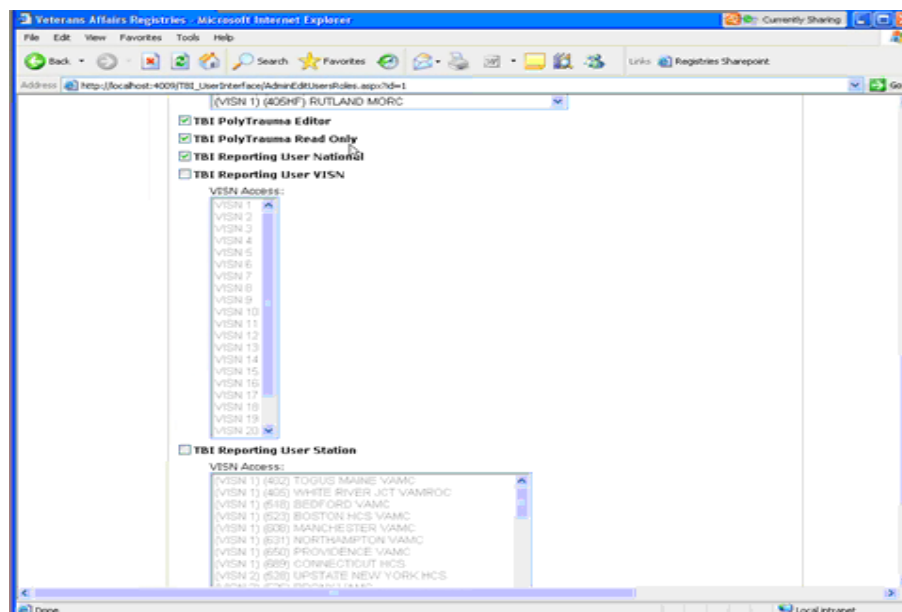 Veterans Affairs Registries - Microsoft Internet Explorer
Currently Sharing
File Edit View Favorites Tools Help
Back Search Favorites Links Registries Sharepoint
Address http://localhost:4009/TBI_UserInterface/AdminEditUsersRoles.aspx?id=1 Go
(VISN 1) (405HF) RUTLAND MORC
TBI PolyTrauma Editor
TBI PolyTrauma Read Only
TBI Reporting User National
TBI Reporting User VISN
VISN Access:
VISN 1
VISN 2
VISN 3
VISN 4
VISN 5
VISN 6
VISN 7
VISN 8
VISN 9
VISN 10
VISN 11
VISN 12
VISN 13
VISN 14
VISN 15
VISN 16
VISN 17
VISN 18
VISN 19
VISN 20
TBI Reporting User Station
VISN Access:
(VISN 1) (402) TOGUS MAINE VAMC
(VISN 1) (405) WHITE RIVER JCT VAMROC
(VISN 1) (518) BEDFORD VAMC
(VISN 1) (523) BOSTON HCS VAMC
(VISN 1) (608) MANCHESTER VAMC
(VISN 1) (631) NORTHAMPTON VAMC
(VISN 1) (650) PROVIDENCE VAMC
(VISN 1) (689) CONNECTICUT HCS
(VISN 2) (528) UPSTATE NEW YORK HCS
Done Local intranet